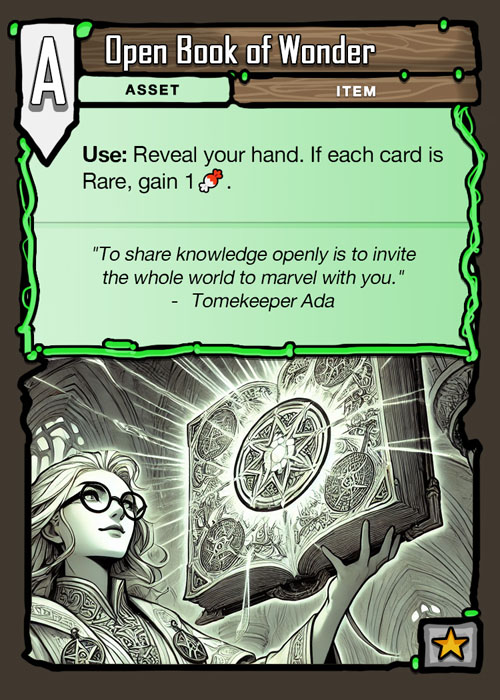 A
Open Book of Wonder
ASSET
ITEM
Use: Reveal your hand. If each card is
Rare, gain 1 .
"To share knowledge openly is to invite
the whole world to marvel with you."
- Tomekeeper Ada